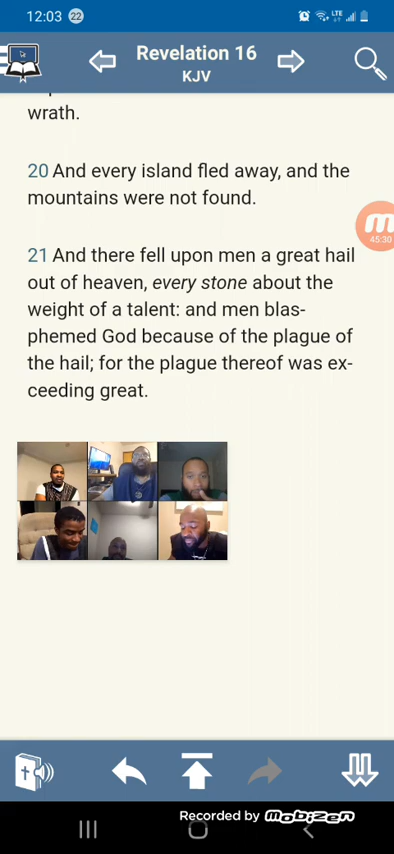 12:03 22 LTE
Revelation 16
KJV
wrath.
45:30
20 And every island fled away, and the
mountains were not found.
21 And there fell upon men a great hail
out of heaven, every stone about the
weight of a talent: and men blas-
phemed God because of the plague of
the hail; for the plague thereof was ex-
ceeding great.
Recorded by mobizen